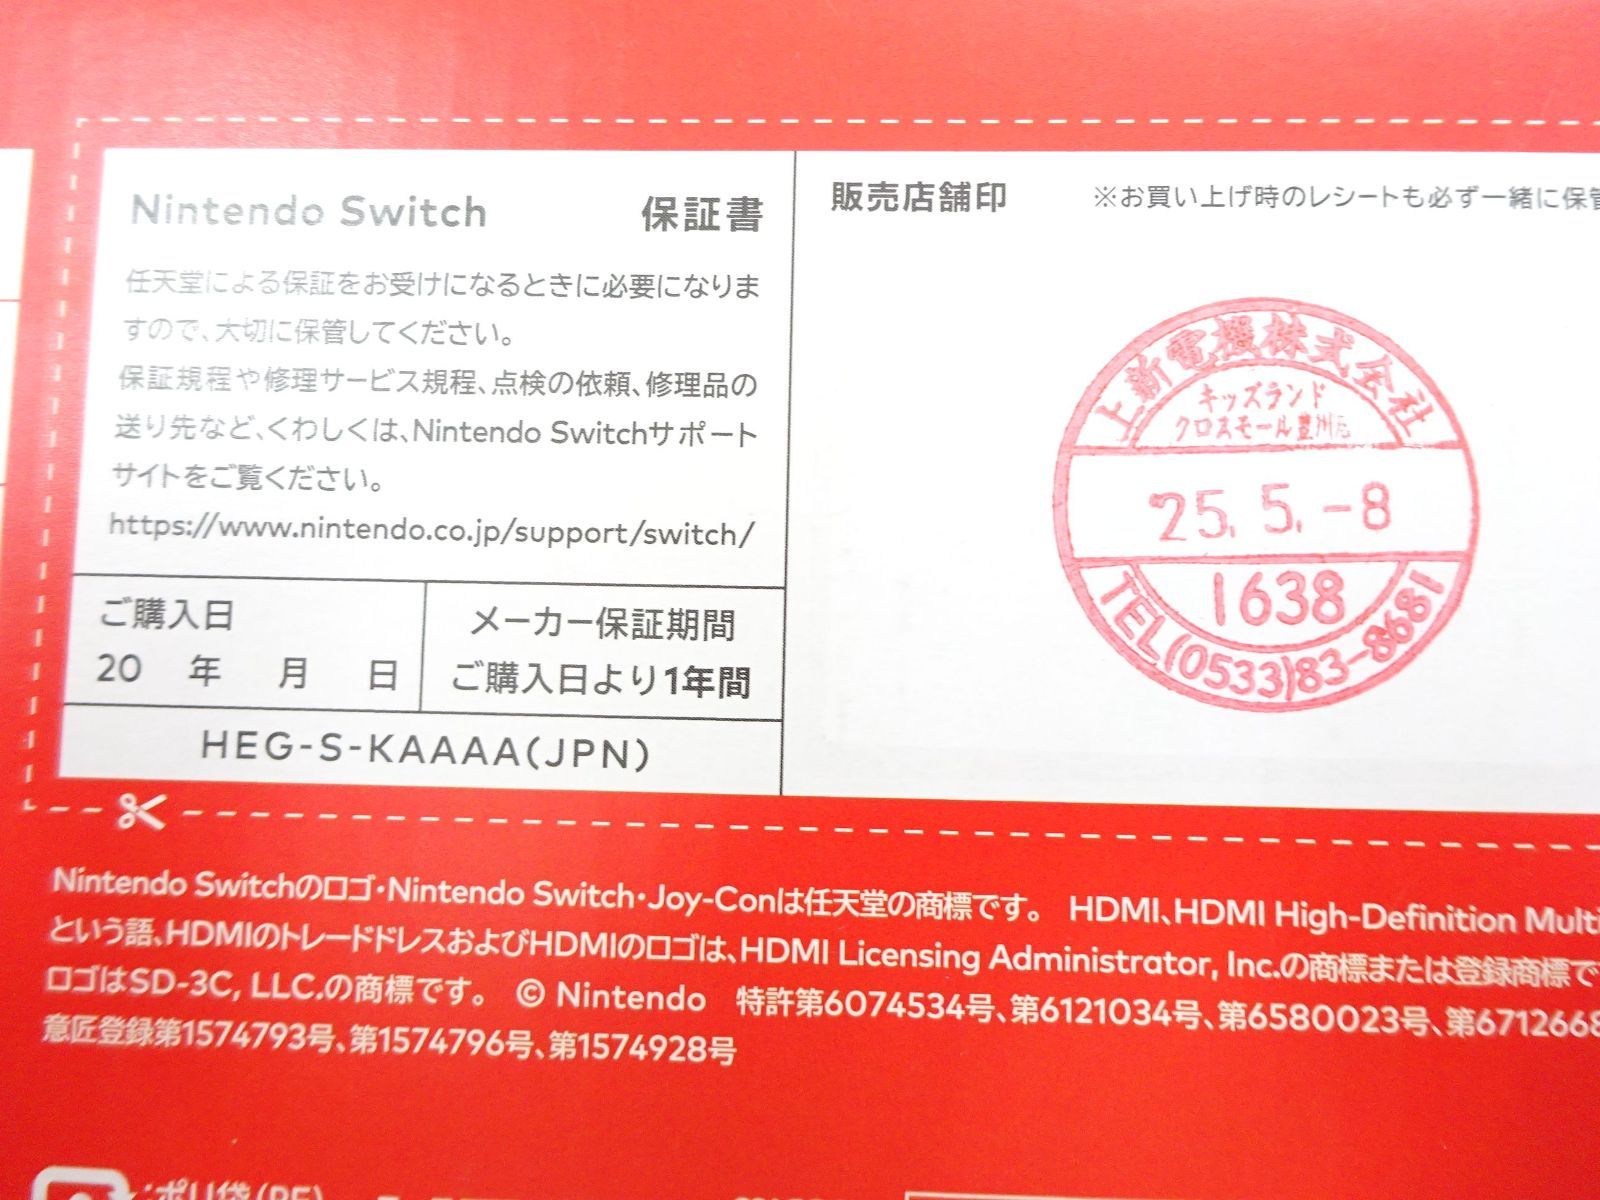 Nintendo Switch 保証書
任天堂による保証をお受けになるときに必要になりま
すので、大切に保管してください。
保証規程や修理サービス規程、点検の依頼、修理品の
送り先など、くわしくは、Nintendo Switchサポート
サイトをご覧ください。
https://www.nintendo.co.jp/support/switch/
ご購入日
20 年 月 日
メーカー保証期間
ご購入日より1年間
HEG-S-KAAAA(JPN)
販売店舗印
※お買い上げ時のレシートも必ず一緒に保管
上新電機株式会社
キッズランド
クロスモール豊川店
25.5.-8
1638
TEL(0533)83-8681
Nintendo Switchのロゴ・Nintendo Switch・Joy-Conは任天堂の商標です。 HDMI、HDMI High-Definition Multi
という語、HDMIのトレードドレスおよびHDMIのロゴは、HDMI Licensing Administrator, Inc.の商標または登録商標で
ロゴはSD-3C, LLC.の商標です。 © Nintendo 特許第6074534号、第6121034号、第6580023号、第6712668
意匠登録第1574793号、第1574796号、第1574928号
:ポリ袋(PE)